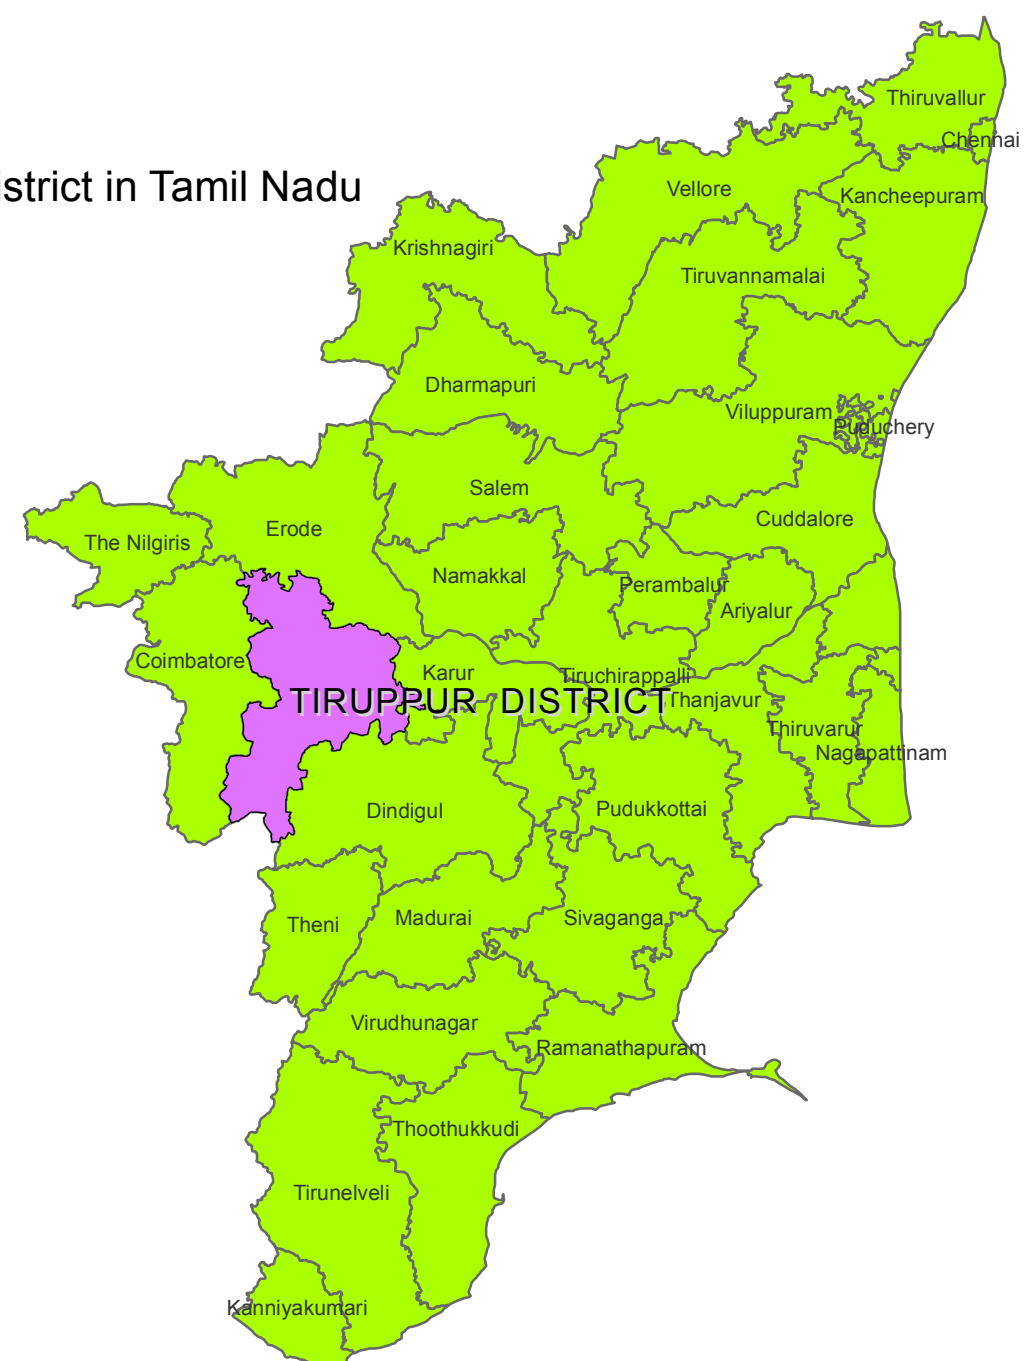 Thiruvallur
Chennai
istrict in Tamil Nadu
Vellore
Kancheepuram
Krishnagiri
Tiruvannamalai
Dharmapuri
Viluppuram
Puduchery
Salem
Cuddalore
Erode
The Nilgiris
Namakkal
Perambalur
Ariyalur
Coimbatore
Karur
Tiruchirappalli
TIRUPPUR DISTRICT
Thanjavur
Thiruvarur
Nagapattinam
Dindigul
Pudukkottai
Theni
Madurai
Sivaganga
Virudhunagar
Ramanathapuram
Thoothukkudi
Tirunelveli
Kanniyakumari